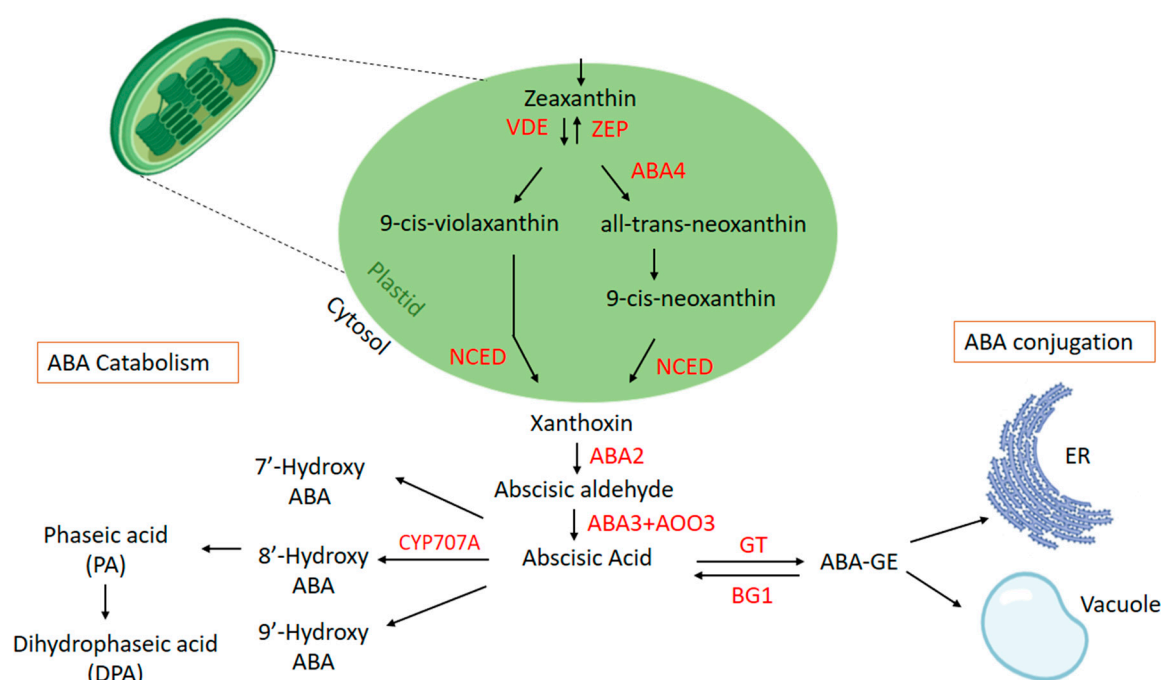 Zeaxanthin
VDE
ZEP
ABA4
9-cis-violaxanthin
all-trans-neoxanthin
Plastid
9-cis-neoxanthin
Cytosol
NCED
NCED
ABA Catabolism
ABA conjugation
Xanthoxin
ABA2
ER
7’-Hydroxy
ABA
Abscisic aldehyde
ABA3+AOO3
Phaseic acid
(PA)
CYP707A
8’-Hydroxy
ABA
Abscisic Acid
GT
BG1
ABA-GE
Vacuole
9’-Hydroxy
ABA
Dihydrophaseic acid
(DPA)